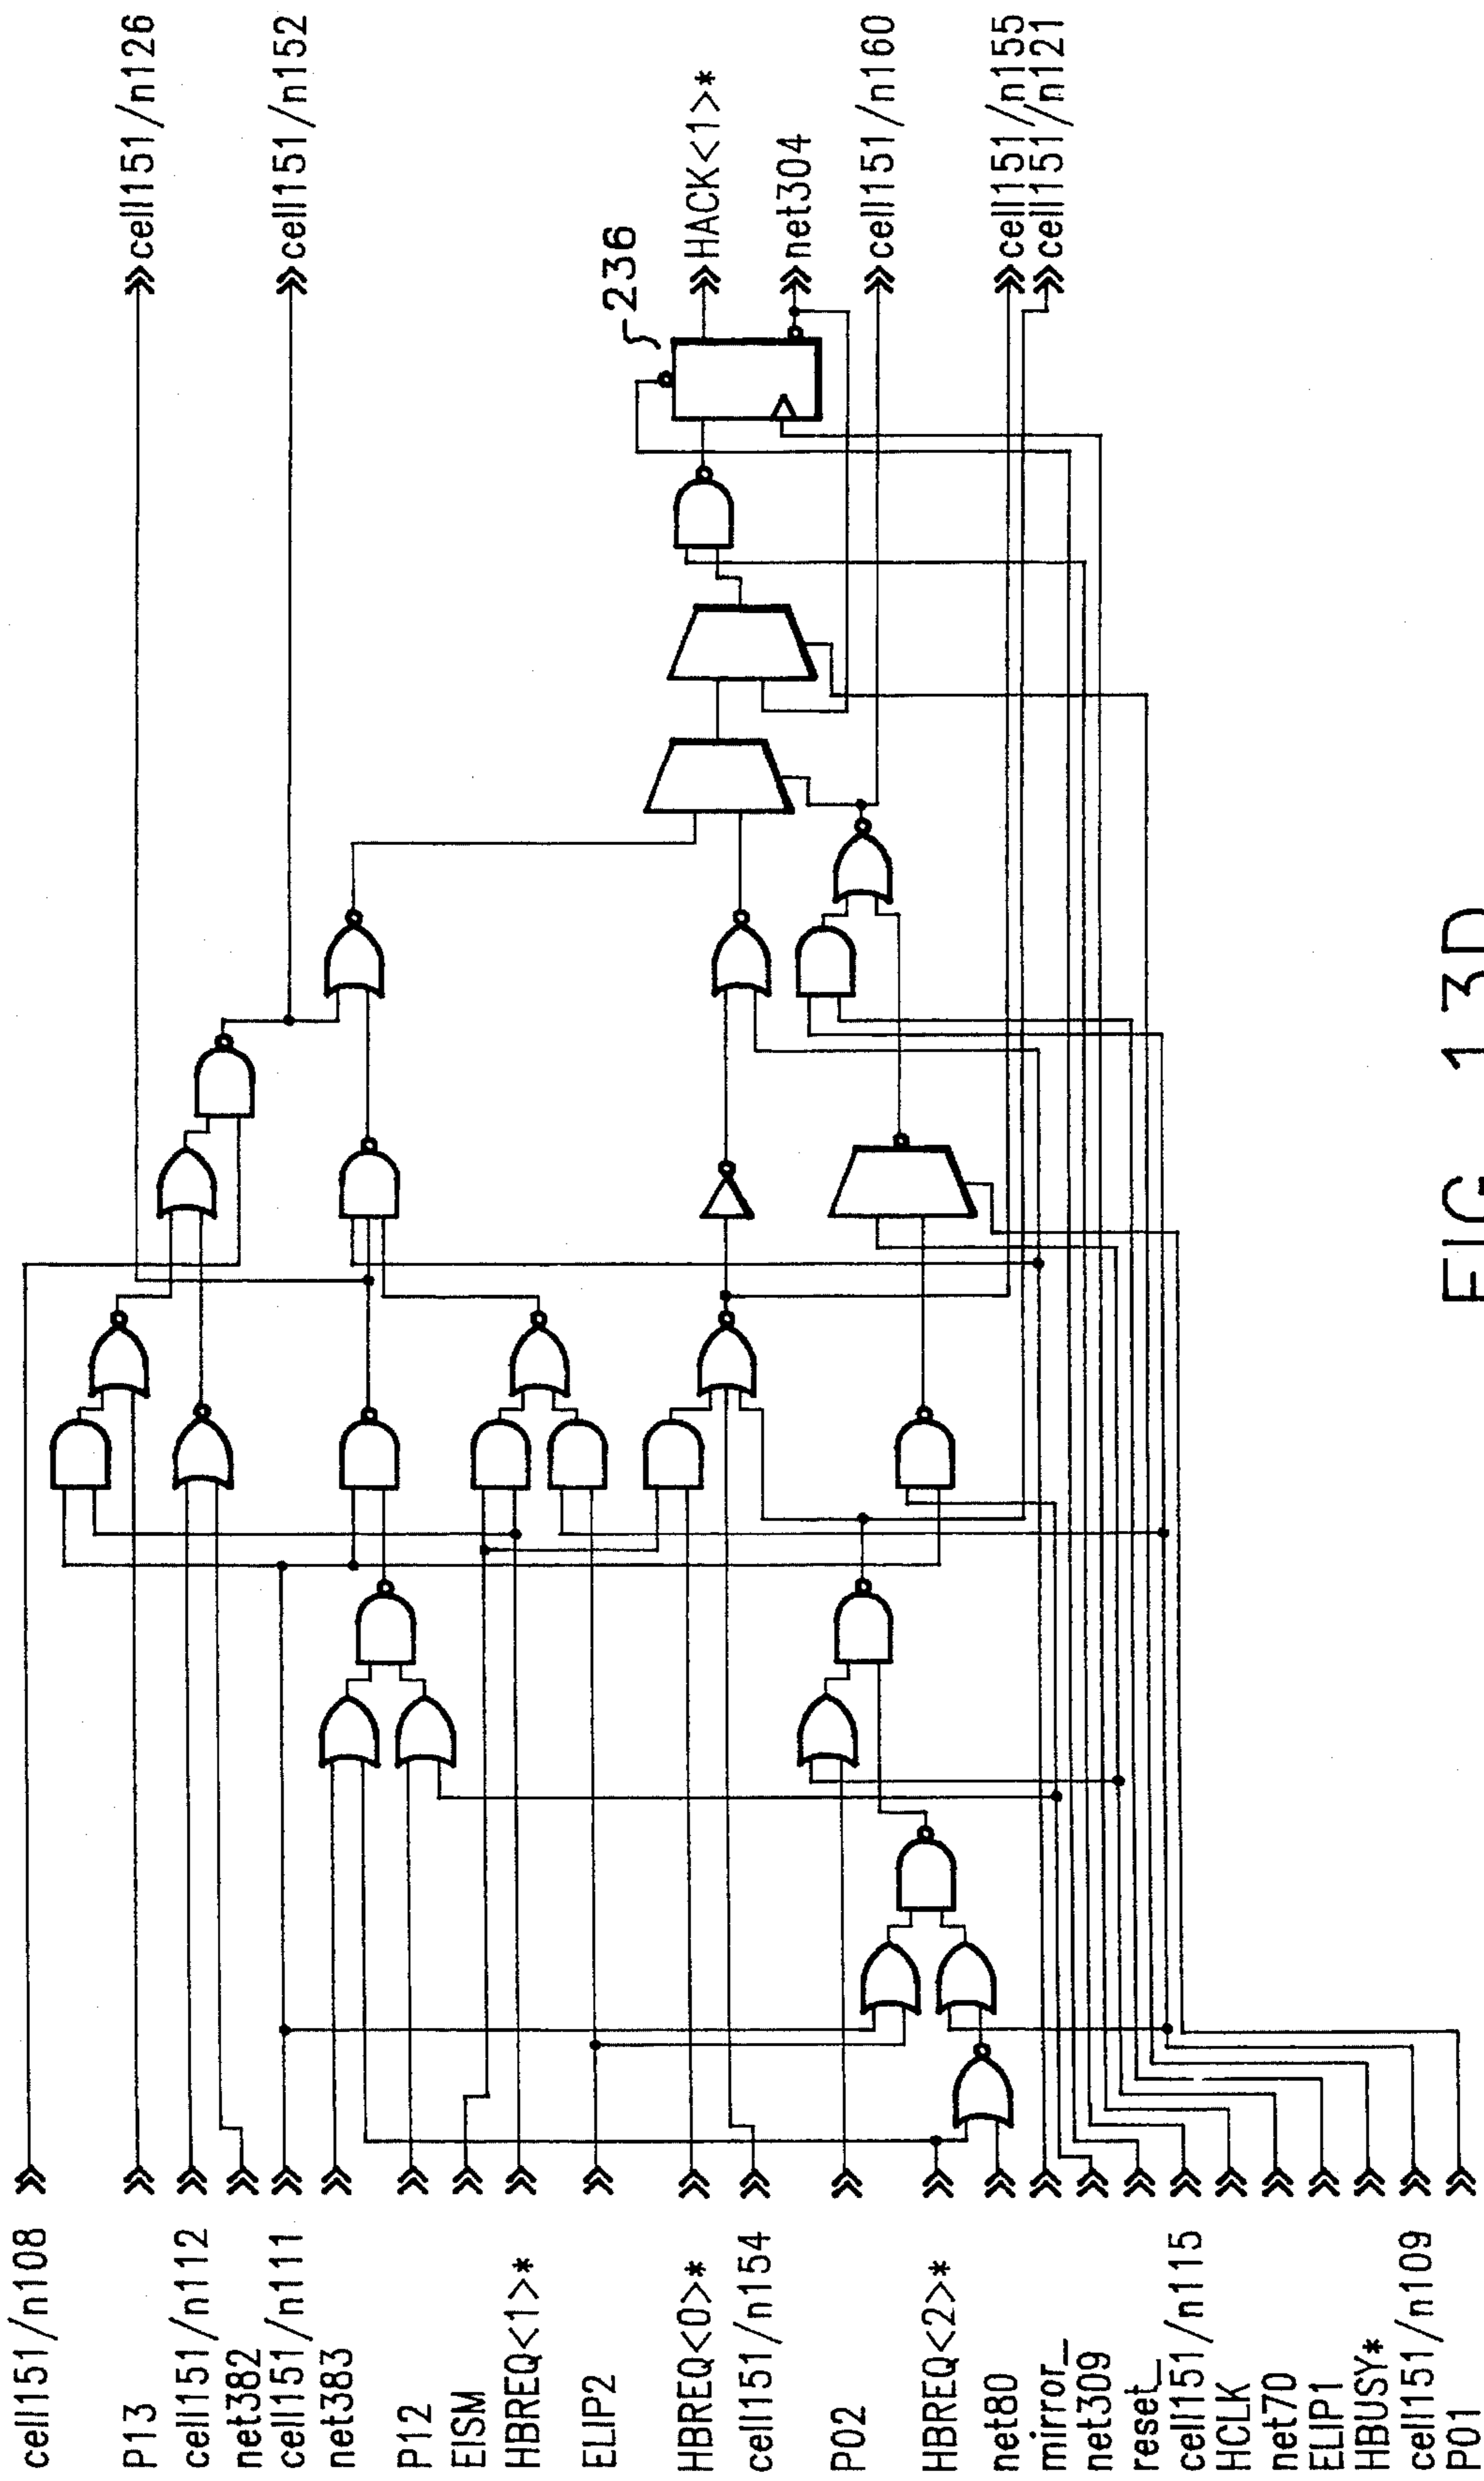 cell151/n108
P13
cell151/n112
net382
cell151/n111
net383
P12
EISM
HBREQ<1>*
ELIP2
HBREQ<0>*
cell151/n154
P02
HBREQ<2>*
net80
mirror_
net309
reset_
cell151/n115
HCLK
net70
ELIP1
HBUSY*
cell151/n109
P01
cell151/n126
cell151/n152
236
HACK<1>*
net304
cell151/n160
cell151/n155
cell151/n121
FIG 13D